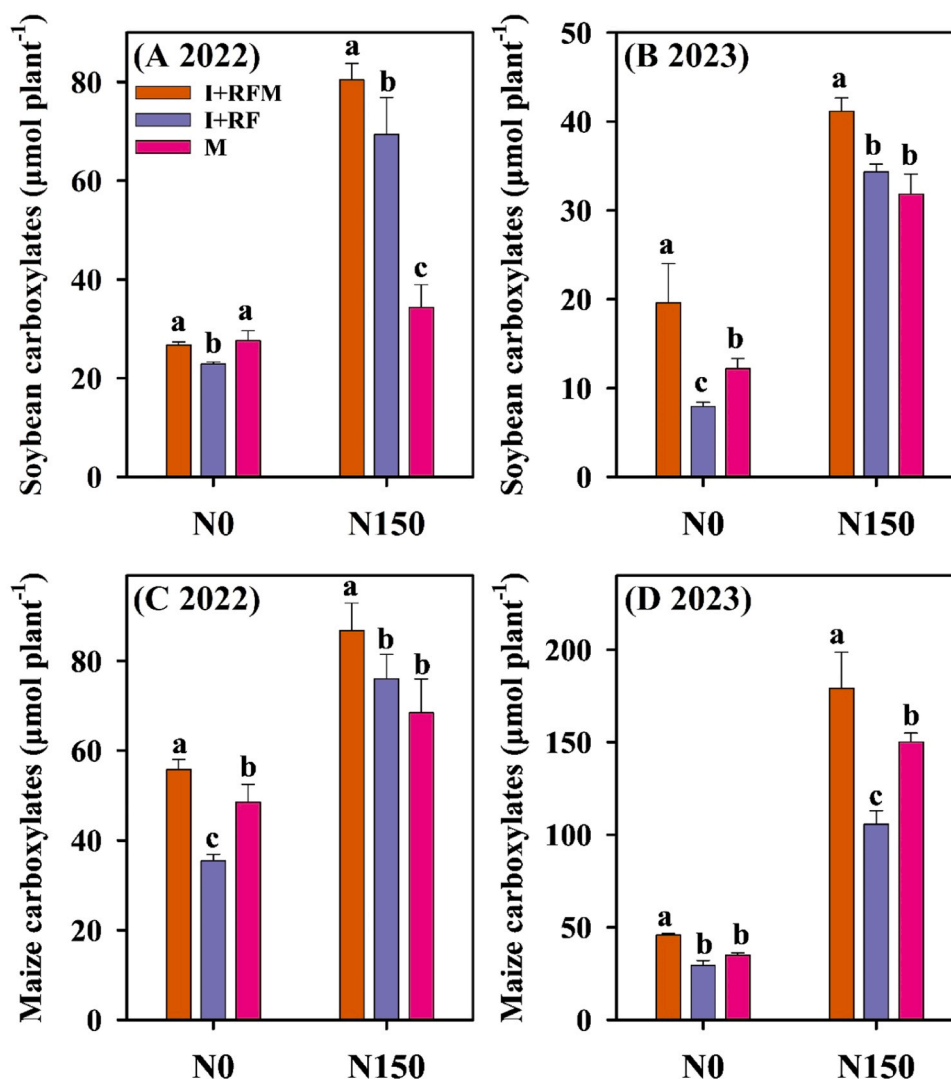 Soybean carboxylates (μmol plant⁻¹)
(A 2022)
I+RFM
I+RF
M
80
60
40
20
0
a
b
a
a
b
c
N0
N150
Soybean carboxylates (μmol plant⁻¹)
(B 2023)
50
40
30
20
10
0
a
c
b
a
b
b
N0
N150
Maize carboxylates (μmol plant⁻¹)
(C 2022)
80
60
40
20
0
a
c
b
a
b
b
N0
N150
Maize carboxylates (μmol plant⁻¹)
(D 2023)
200
150
100
50
0
a
b
b
a
c
b
N0
N150